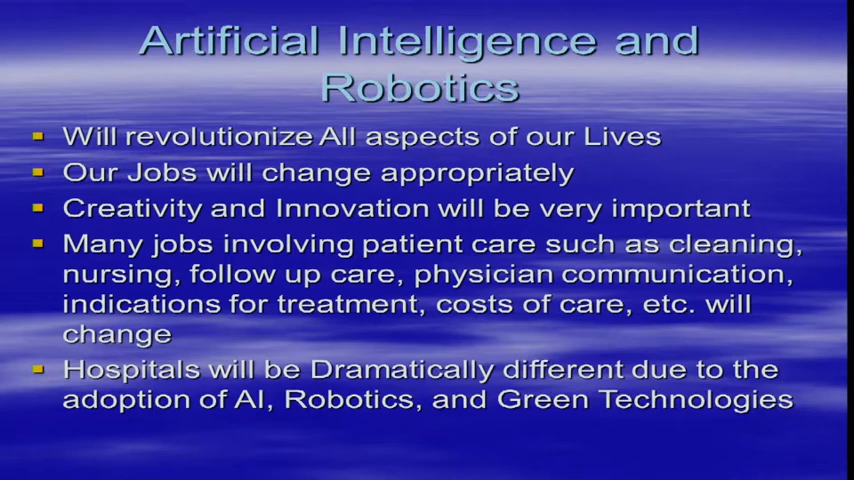 Artificial Intelligence and
Robotics
Will revolutionize All aspects of our Lives
Our Jobs will change appropriately
Creativity and Innovation will be very important
Many jobs involving patient care such as cleaning,
nursing, follow up care, physician communication,
indications for treatment, costs of care, etc. will
change
Hospitals will be Dramatically different due to the
adoption of AI, Robotics, and Green Technologies